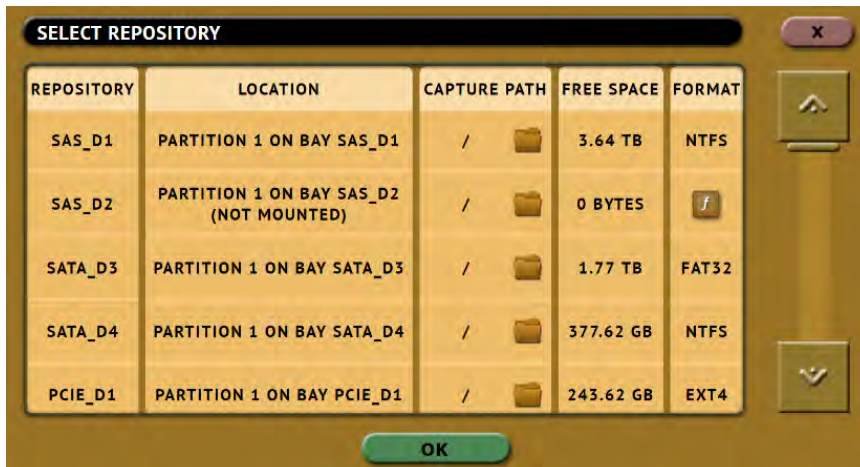 SELECT REPOSITORY
X
REPOSITORY LOCATION CAPTURE PATH FREE SPACE FORMAT
SAS_D1 PARTITION 1 ON BAY SAS_D1 / 3.64 TB NTFS
SAS_D2 PARTITION 1 ON BAY SAS_D2 (NOT MOUNTED) / 0 BYTES f
SATA_D3 PARTITION 1 ON BAY SATA_D3 / 1.77 TB FAT32
SATA_D4 PARTITION 1 ON BAY SATA_D4 / 377.62 GB NTFS
PCIE_D1 PARTITION 1 ON BAY PCIE_D1 / 243.62 GB EXT4
OK